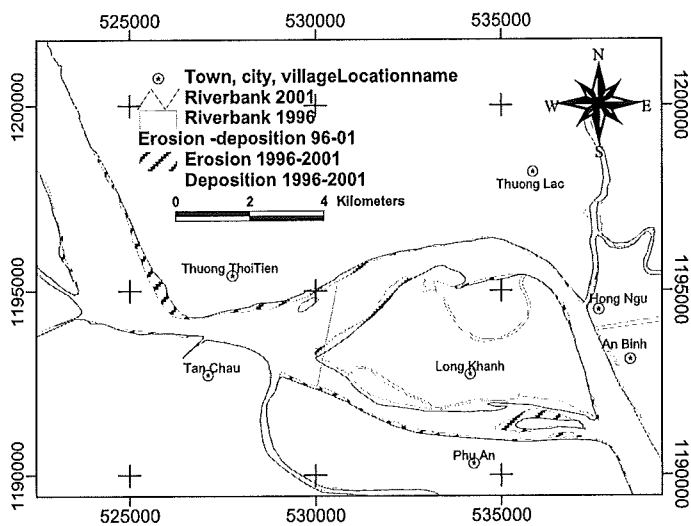 525000 530000 535000
N
W E
S
Town, city, villageLocationname
Riverbank 2001
Riverbank 1996
Erosion -deposition 96-01
Erosion 1996-2001
Deposition 1996-2001
0 2 4 Kilometers
1200000 1200000
Thuong Lac
Thuong ThoiTien
1195000 1195000
Hong Ngu
An Binh
Tan Chau
Long Khanh
Phu An
1190000 1190000
525000 530000 535000